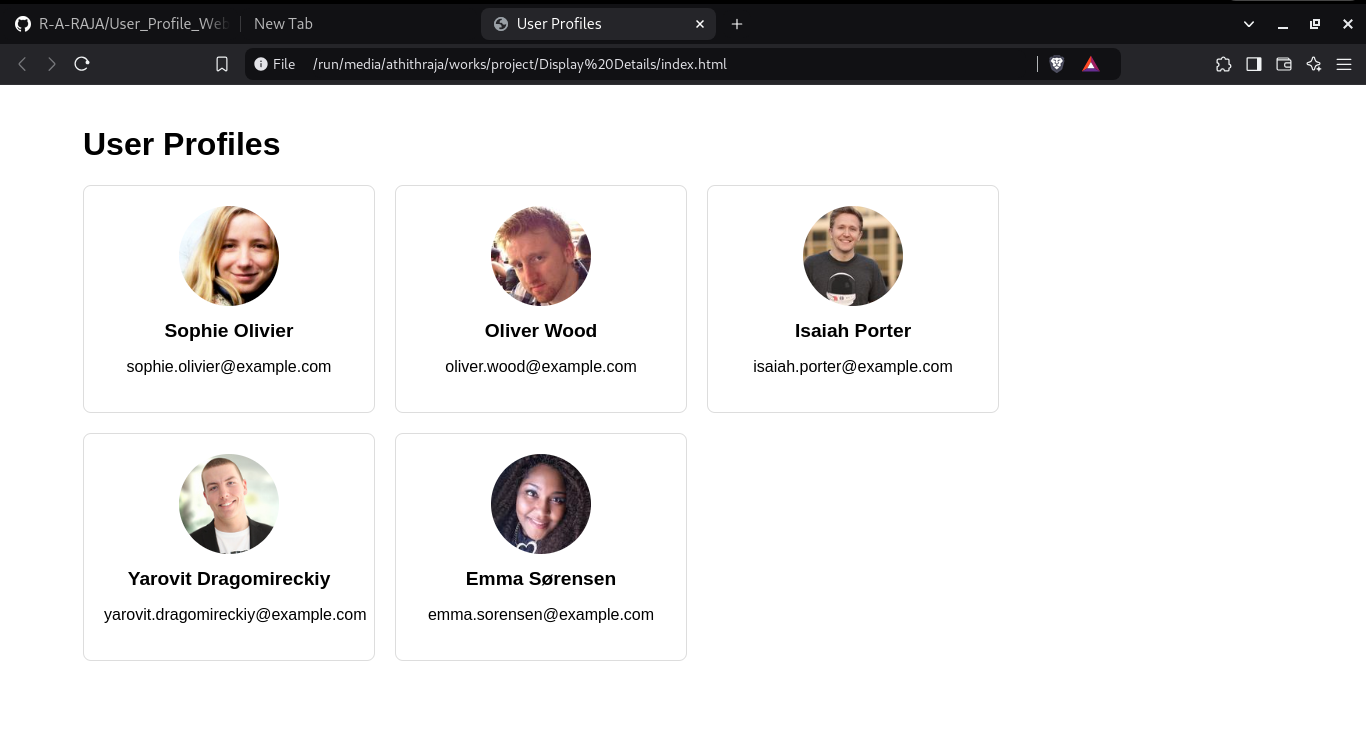 R-A-RAJA/User_Profile_Web
New Tab
User Profiles
File /run/media/athithraja/works/project/Display%20Details/index.html
User Profiles
Sophie Olivier
sophie.olivier@example.com
Oliver Wood
oliver.wood@example.com
Isaiah Porter
isaiah.porter@example.com
Yarovit Dragomireckiy
yarovit.dragomireckiy@example.com
Emma Sørensen
emma.sorensen@example.com